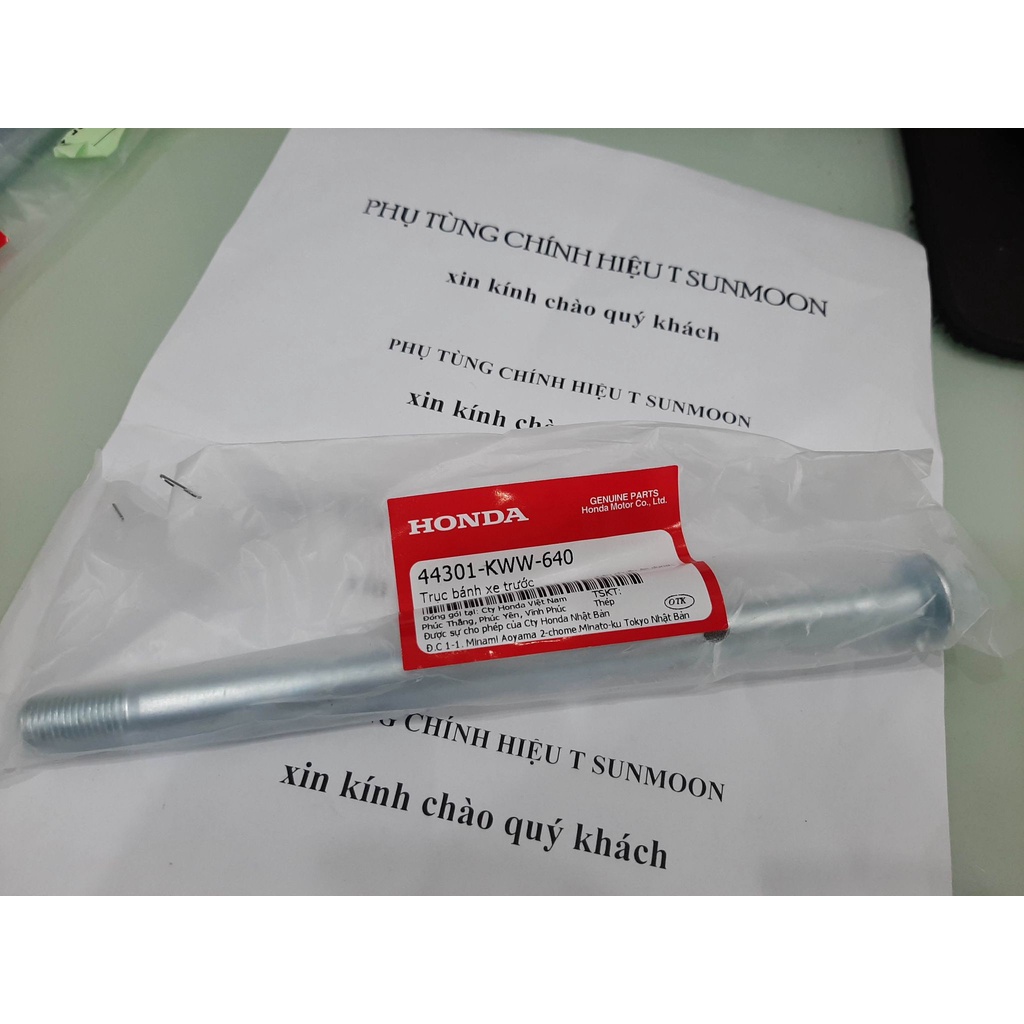 PHỤ TÙNG CHÍNH HIỆU T SUNMOON
xin kính chào quý khách
PHỤ TÙNG CHÍNH HIỆU T SUNMOON
xin kính
HONDA
GENUINE PARTS
Honda Motor Co., Ltd.
44301-KWW-640
Trục bánh xe trước
Đóng gói tại: Cty Honda Việt Nam
TSKT:
Phúc Thắng, Phúc Yên, Vĩnh Phúc
Thép
OTK
Được sự cho phép của Cty Honda Nhật Bản
Đ.C 1-1. Minami Aoyama 2-chome Minato-ku Tokyo Nhật Bản
CHÍNH HIỆU T SUNMOON
xin kính chào quý khách